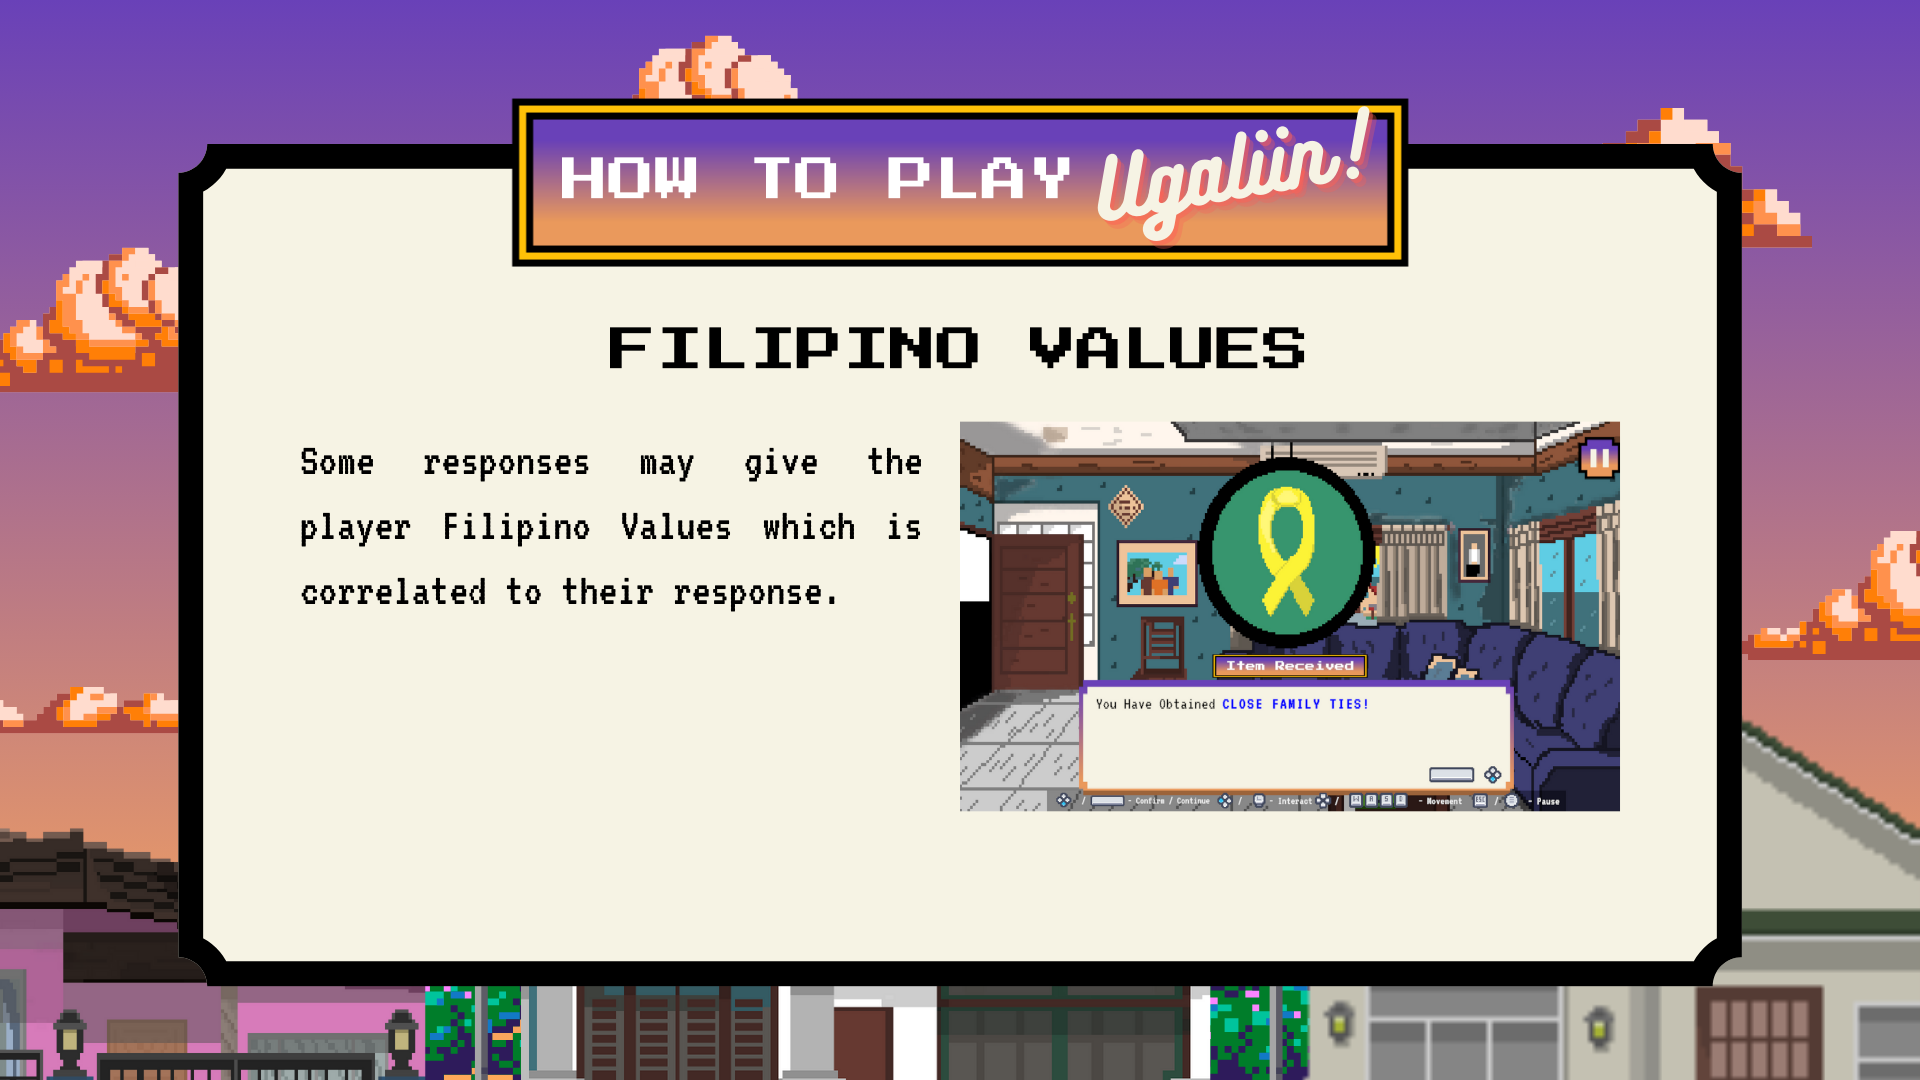 HOW TO PLAY Ugaliin!
FILIPINO VALUES
Some responses may give the
player Filipino Values which is
correlated to their response.
Item Received
You Have Obtained CLOSE FAMILY TIES!
/ - Confirm / Continue / - Interact / W A S D - Movement / - Pause